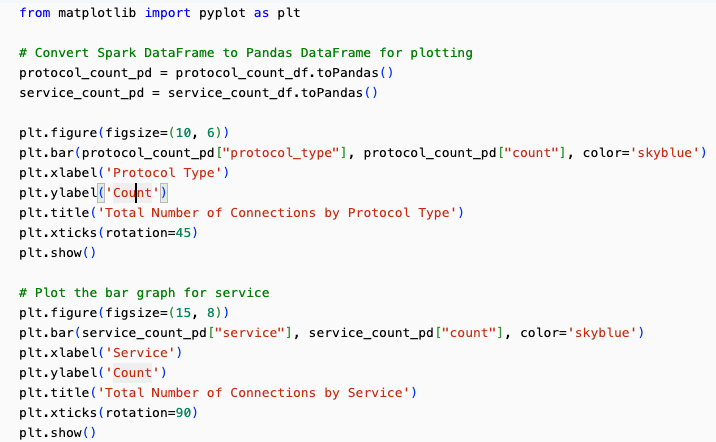 from matplotlib import pyplot as plt
# Convert Spark DataFrame to Pandas DataFrame for plotting
protocol_count_pd = protocol_count_df.toPandas()
service_count_pd = service_count_df.toPandas()
plt.figure(figsize=(10, 6))
plt.bar(protocol_count_pd["protocol_type"], protocol_count_pd["count"], color='skyblue')
plt.xlabel('Protocol Type')
plt.ylabel('Count')
plt.title('Total Number of Connections by Protocol Type')
plt.xticks(rotation=45)
plt.show()
# Plot the bar graph for service
plt.figure(figsize=(15, 8))
plt.bar(service_count_pd["service"], service_count_pd["count"], color='skyblue')
plt.xlabel('Service')
plt.ylabel('Count')
plt.title('Total Number of Connections by Service')
plt.xticks(rotation=90)
plt.show()